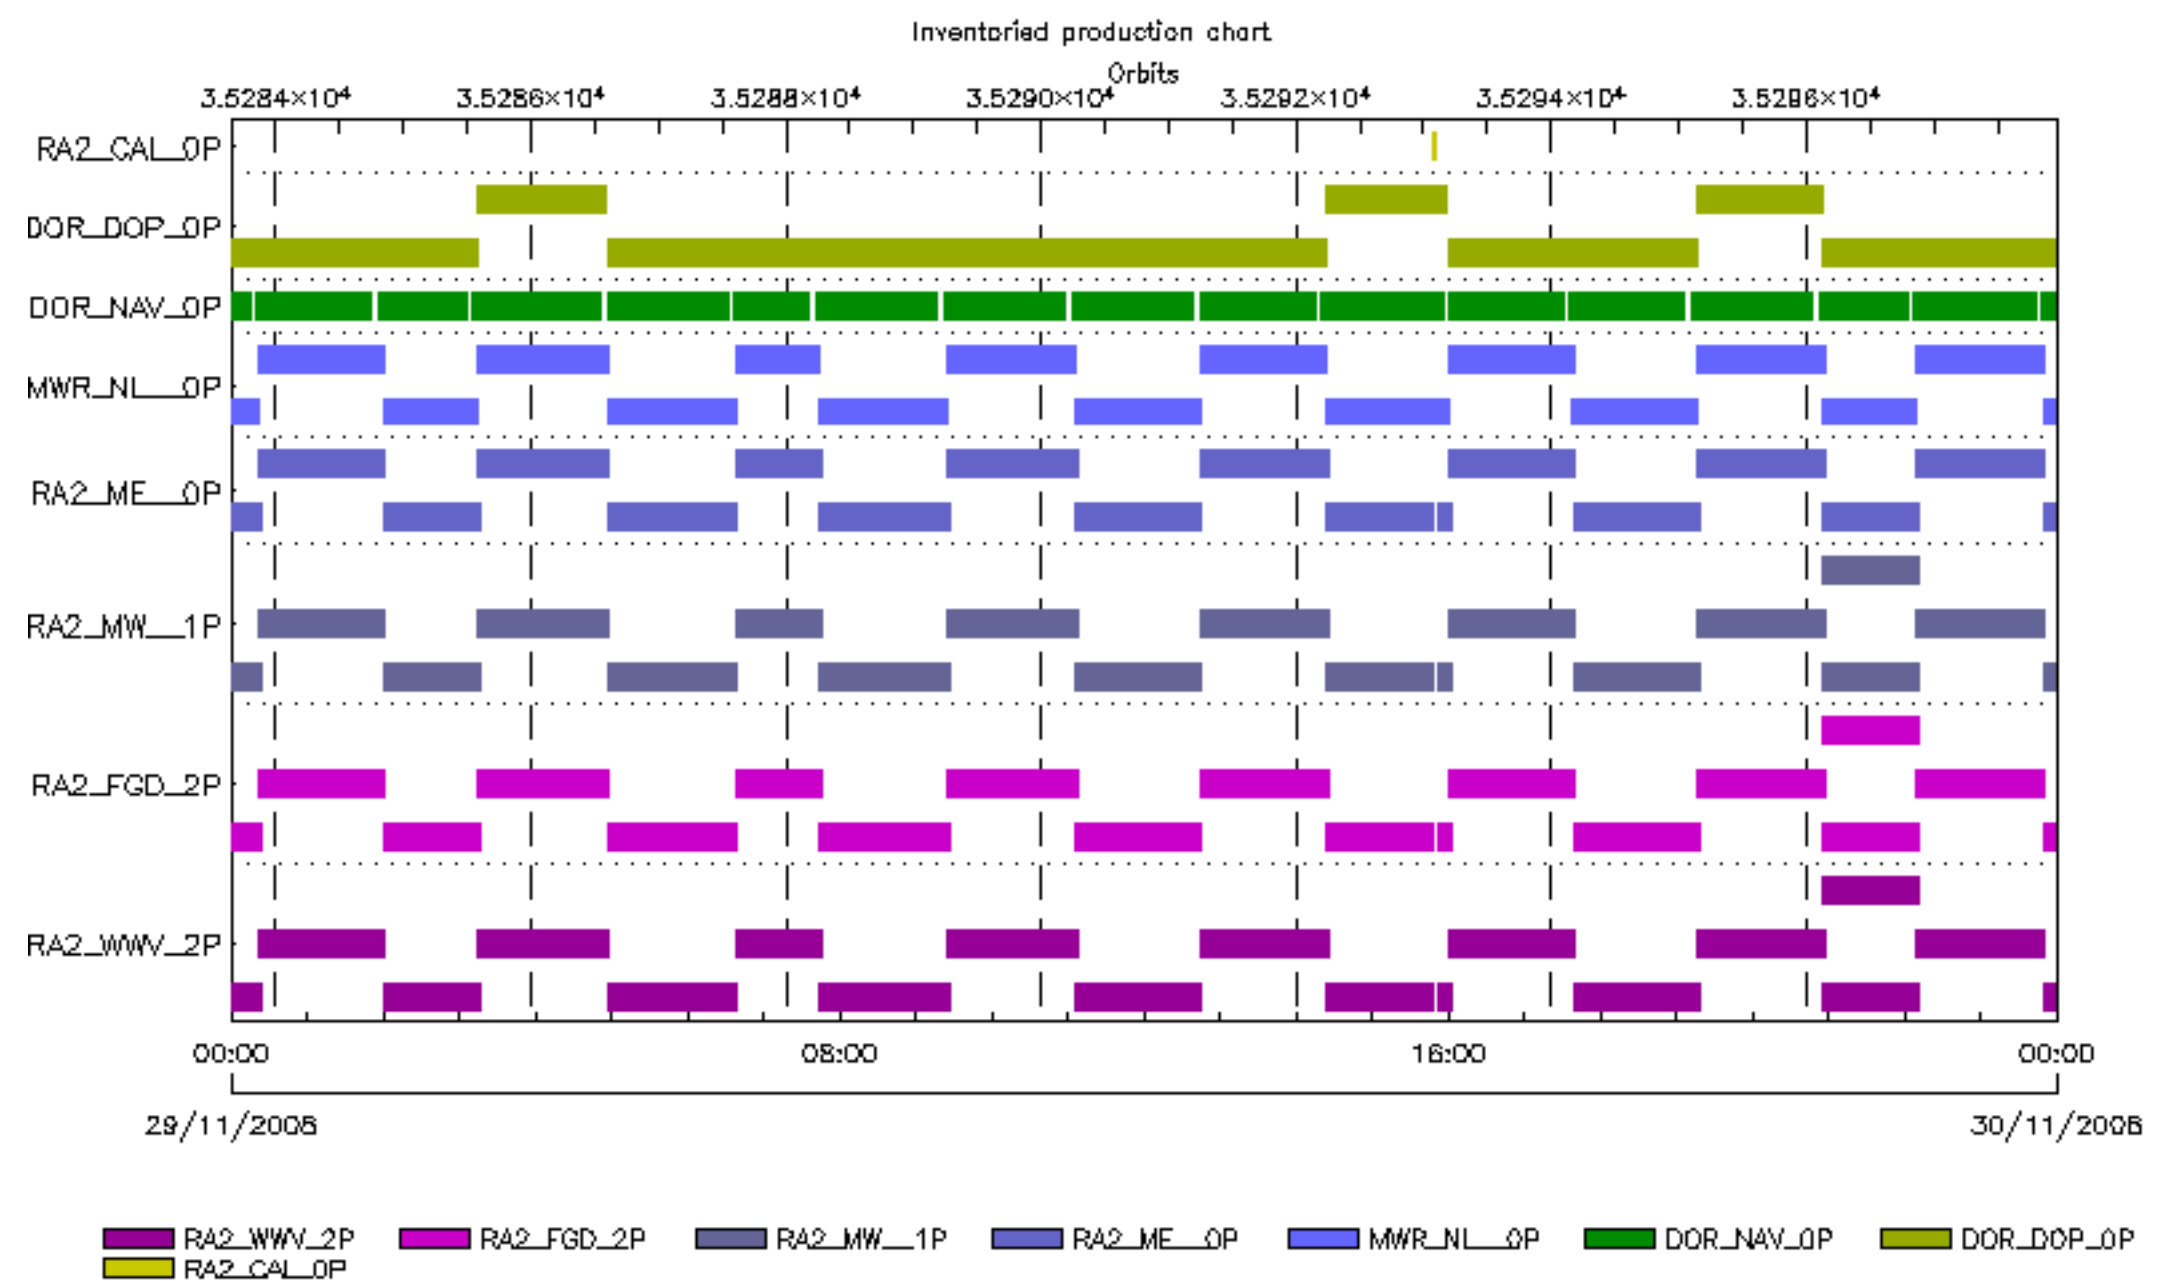 Inventoried production chart
Orbits
3.5284×10⁴ 3.5286×10⁴ 3.5288×10⁴ 3.5290×10⁴ 3.5292×10⁴ 3.5294×10⁴ 3.5296×10⁴
RA2_CAL_0P
DOR_DOP_0P
DOR_NAV_0P
MWR_NL__0P
RA2_ME__0P
RA2_MW__1P
RA2_FGD_2P
RA2_WWV_2P
00:00 08:00 16:00 00:00
29/11/2006 30/11/2006
RA2_WWV_2P RA2_FGD_2P RA2_MW__1P RA2_ME__0P MWR_NL__0P DOR_NAV_0P DOR_DOP_0P
RA2_CAL_0P